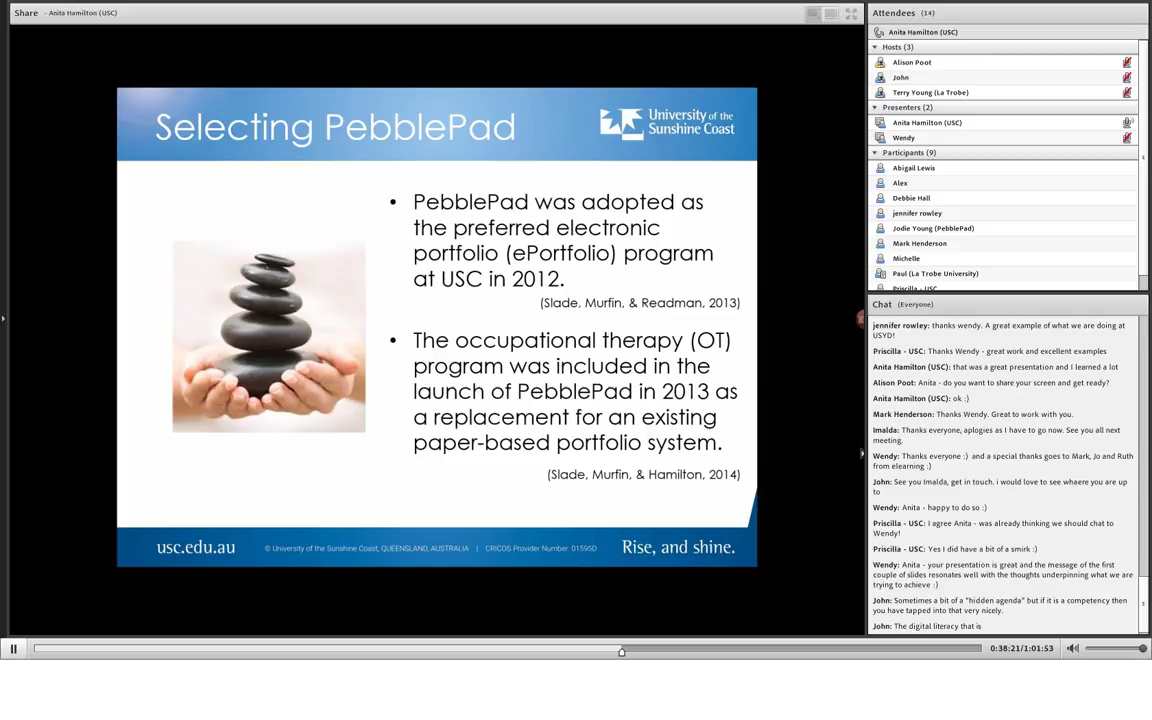 Share - Anita Hamilton (USC)
Selecting PebblePad
University of the
Sunshine Coast
• PebblePad was adopted as
the preferred electronic
portfolio (ePortfolio) program
at USC in 2012.
(Slade, Murfin, & Readman, 2013)
• The occupational therapy (OT)
program was included in the
launch of PebblePad in 2013 as
a replacement for an existing
paper-based portfolio system.
(Slade, Murfin, & Hamilton, 2014)
usc.edu.au
© University of the Sunshine Coast, QUEENSLAND, AUSTRALIA | CRICOS Provider Number 01595D
Rise, and shine.
Attendees (14)
Anita Hamilton (USC)
Hosts (3)
Alison Poot
John
Terry Young (La Trobe)
Presenters (2)
Anita Hamilton (USC)
Wendy
Participants (9)
Abigail Lewis
Alex
Debbie Hall
jennifer rowley
Jodie Young (PebblePad)
Mark Henderson
Michelle
Paul (La Trobe University)
Priscilla - USC
Chat (Everyone)
jennifer rowley: thanks wendy. A great example of what we are doing at
USYD!
Priscilla - USC: Thanks Wendy - great work and excellent examples
Anita Hamilton (USC): that was a great presentation and I learned a lot
Alison Poot: Anita - do you want to share your screen and get ready?
Anita Hamilton (USC): ok :)
Mark Henderson: Thanks Wendy. Great to work with you.
Imalda: Thanks everyone, aplogies as I have to go now. See you all next
meeting.
Wendy: Thanks everyone :) and a special thanks goes to Mark, Jo and Ruth
from elearning :)
John: See you Imalda, get in touch. i would love to see whaere you are up
to
Wendy: Anita - happy to do so :)
Priscilla - USC: I agree Anita - was already thinking we should chat to
Wendy!
Priscilla - USC: Yes I did have a bit of a smirk :)
Wendy: Anita - your presentation is great and the message of the first
couple of slides resonates well with the thoughts underpinning what we are
trying to achieve :)
John: Sometimes a bit of a "hidden agenda" but if it is a competency then
you have tapped into that very nicely.
John: The digital literacy that is
0:38:21/1:01:53